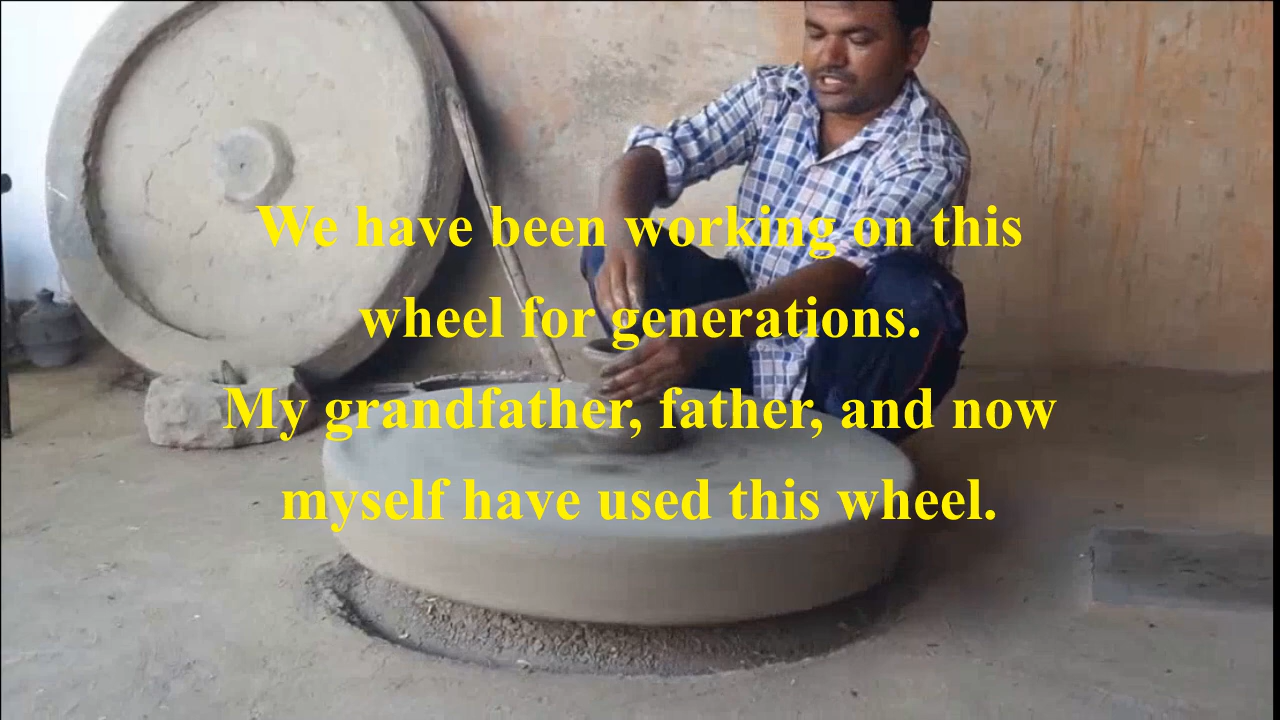 We have been working on this
wheel for generations.
My grandfather, father, and now
myself have used this wheel.